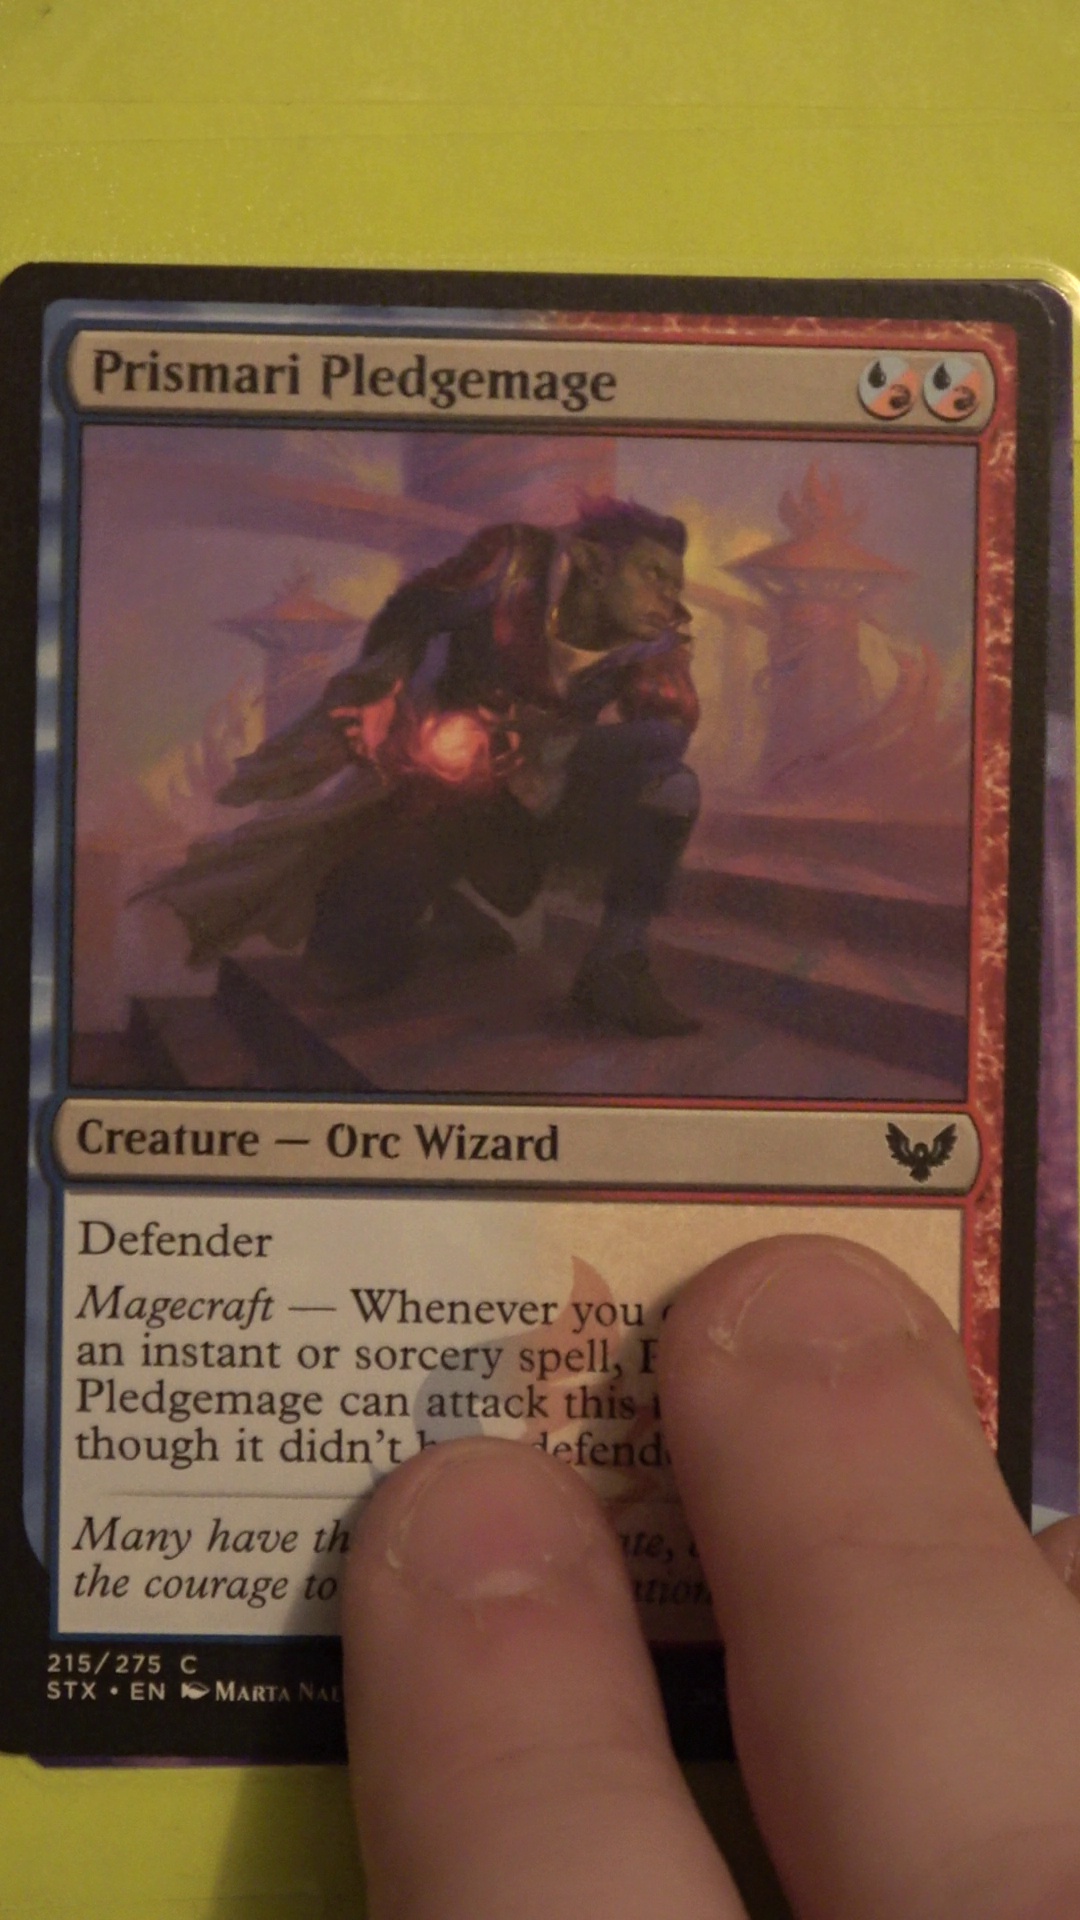 Prismari Pledgemage
Creature — Orc Wizard
Defender
Magecraft — Whenever you
an instant or sorcery spell,
Pledgemage can attack this
though it didn't
Many have
the courage to
215/275 C
STX • EN MARTA